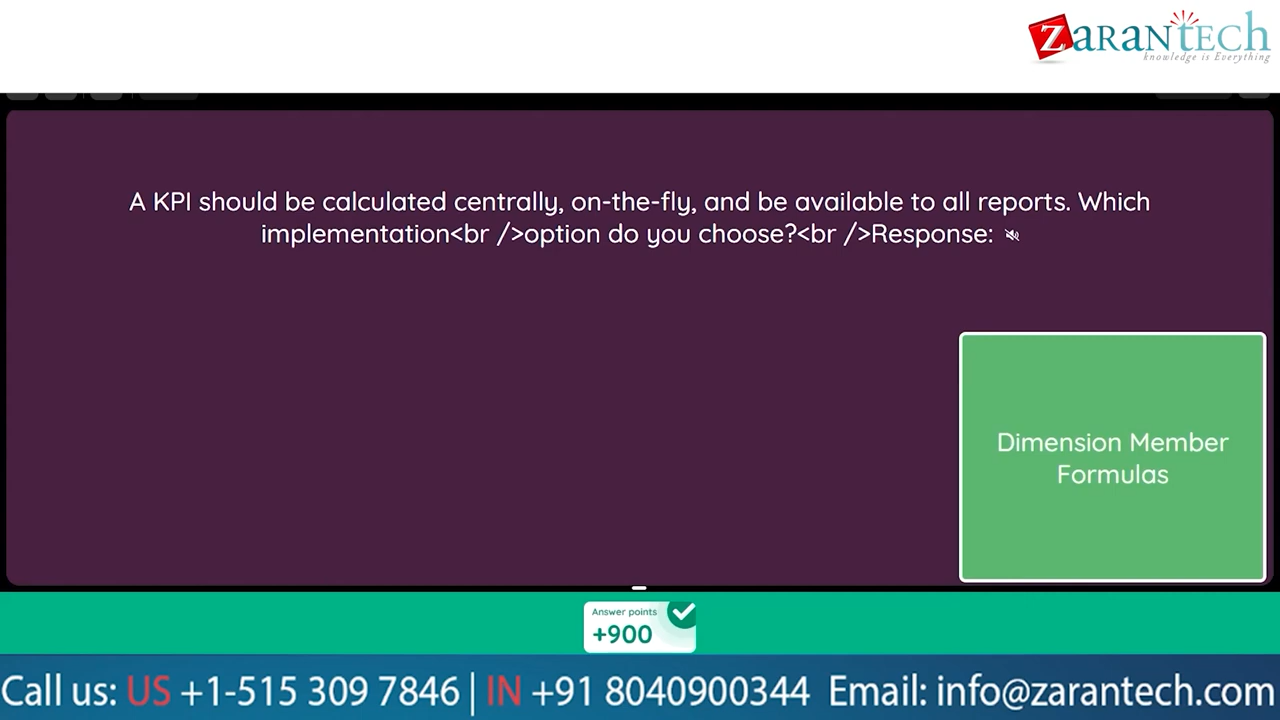 ZARANTECH
knowledge is Everything
A KPI should be calculated centrally, on-the-fly, and be available to all reports. Which
implementation<br />option do you choose?<br />Response:
Dimension Member
Formulas
Answer points
+900
Call us: US +1-515 309 7846 | IN +91 8040900344 Email: info@zarantech.com